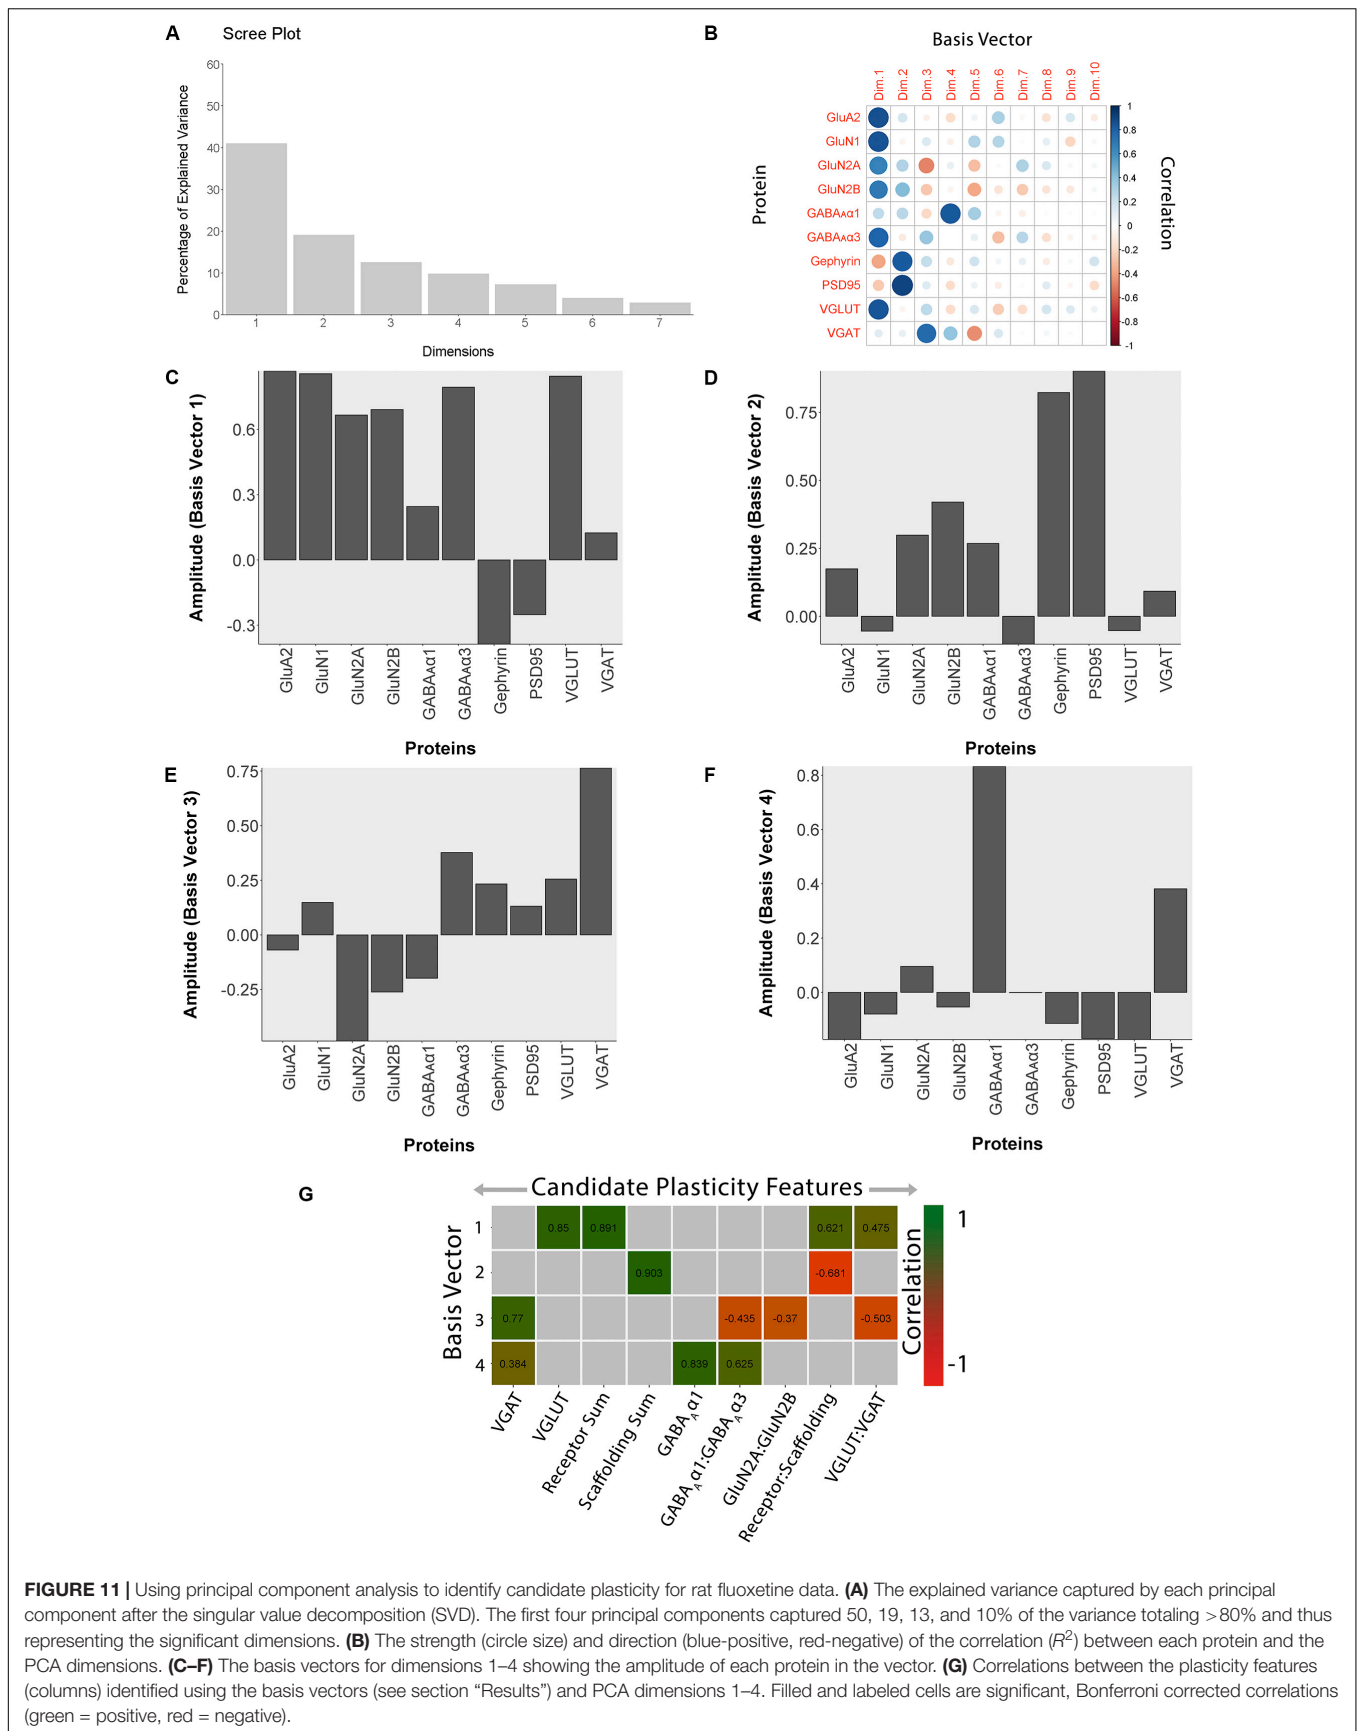 A
Scree Plot
60
50
40
30
20
10
0
Percentage of Explained Variance
1 2 3 4 5 6 7
Dimensions
B
Basis Vector
Dim.1 Dim.2 Dim.3 Dim.4 Dim.5 Dim.6 Dim.7 Dim.8 Dim.9 Dim.10
Protein
GluA2
GluN1
GluN2A
GluN2B
GABAAα1
GABAAα3
Gephyrin
PSD95
VGLUT
VGAT
1
0.8
0.6
0.4
0.2
0
-0.2
-0.4
-0.6
-0.8
-1
Correlation
C
Amplitude (Basis Vector 1)
0.6
0.3
0.0
-0.3
GluA2 GluN1 GluN2A GluN2B GABAAα1 GABAAα3 Gephyrin PSD95 VGLUT VGAT
Proteins
D
Amplitude (Basis Vector 2)
0.75
0.50
0.25
0.00
GluA2 GluN1 GluN2A GluN2B GABAAα1 GABAAα3 Gephyrin PSD95 VGLUT VGAT
Proteins
E
Amplitude (Basis Vector 3)
0.75
0.50
0.25
0.00
-0.25
GluA2 GluN1 GluN2A GluN2B GABAAα1 GABAAα3 Gephyrin PSD95 VGLUT VGAT
Proteins
F
Amplitude (Basis Vector 4)
0.8
0.6
0.4
0.2
0.0
GluA2 GluN1 GluN2A GluN2B GABAAα1 GABAAα3 Gephyrin PSD95 VGLUT VGAT
Proteins
G
Candidate Plasticity Features
Basis Vector
1 0.85 0.891 0.621 0.475
2 0.903 -0.681
3 0.77 -0.435 -0.37 -0.503
4 0.384 0.839 0.625
VGAT VGLUT Receptor Sum Scaffolding Sum GABAAα1 GABAAα1:GABAAα3 GluN2A:GluN2B Receptor:Scaffolding VGLUT:VGAT
1
Correlation
-1
FIGURE 11 | Using principal component analysis to identify candidate plasticity for rat fluoxetine data. (A) The explained variance captured by each principal
component after the singular value decomposition (SVD). The first four principal components captured 50, 19, 13, and 10% of the variance totaling >80% and thus
representing the significant dimensions. (B) The strength (circle size) and direction (blue-positive, red-negative) of the correlation (R2) between each protein and the
PCA dimensions. (C–F) The basis vectors for dimensions 1–4 showing the amplitude of each protein in the vector. (G) Correlations between the plasticity features
(columns) identified using the basis vectors (see section “Results”) and PCA dimensions 1–4. Filled and labeled cells are significant, Bonferroni corrected correlations
(green = positive, red = negative).